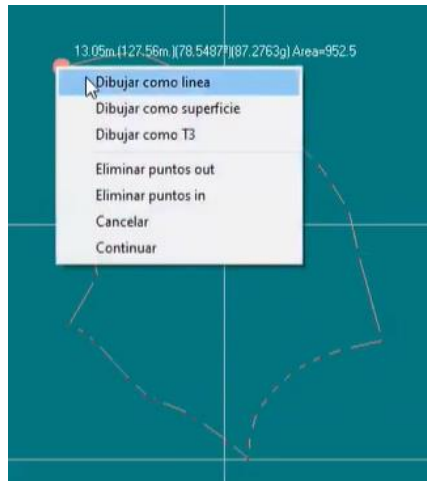 13.05m.(127.56m.)(78.5487º)(87.2763g) Area=952.5
Dibujar como linea
Dibujar como superficie
Dibujar como T3
Eliminar puntos out
Eliminar puntos in
Cancelar
Continuar